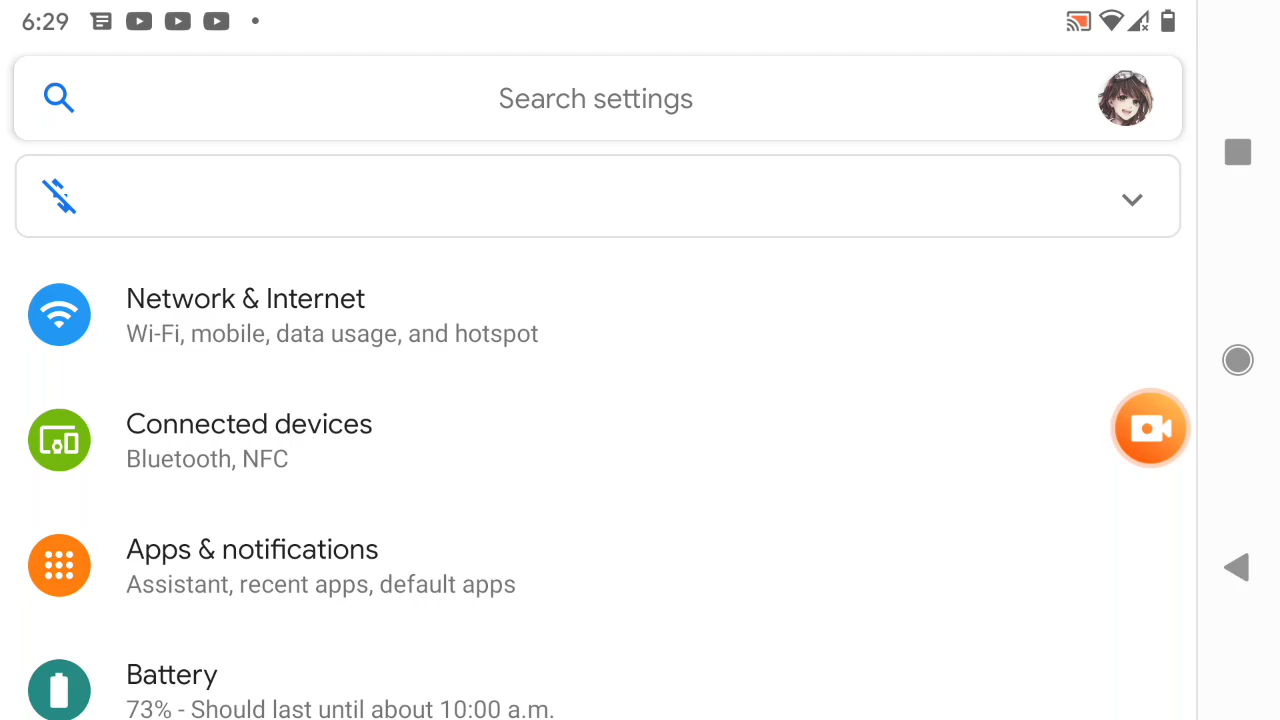 6:29
Search settings
Network & Internet
Wi-Fi, mobile, data usage, and hotspot
Connected devices
Bluetooth, NFC
Apps & notifications
Assistant, recent apps, default apps
Battery
73% - Should last until about 10:00 a.m.